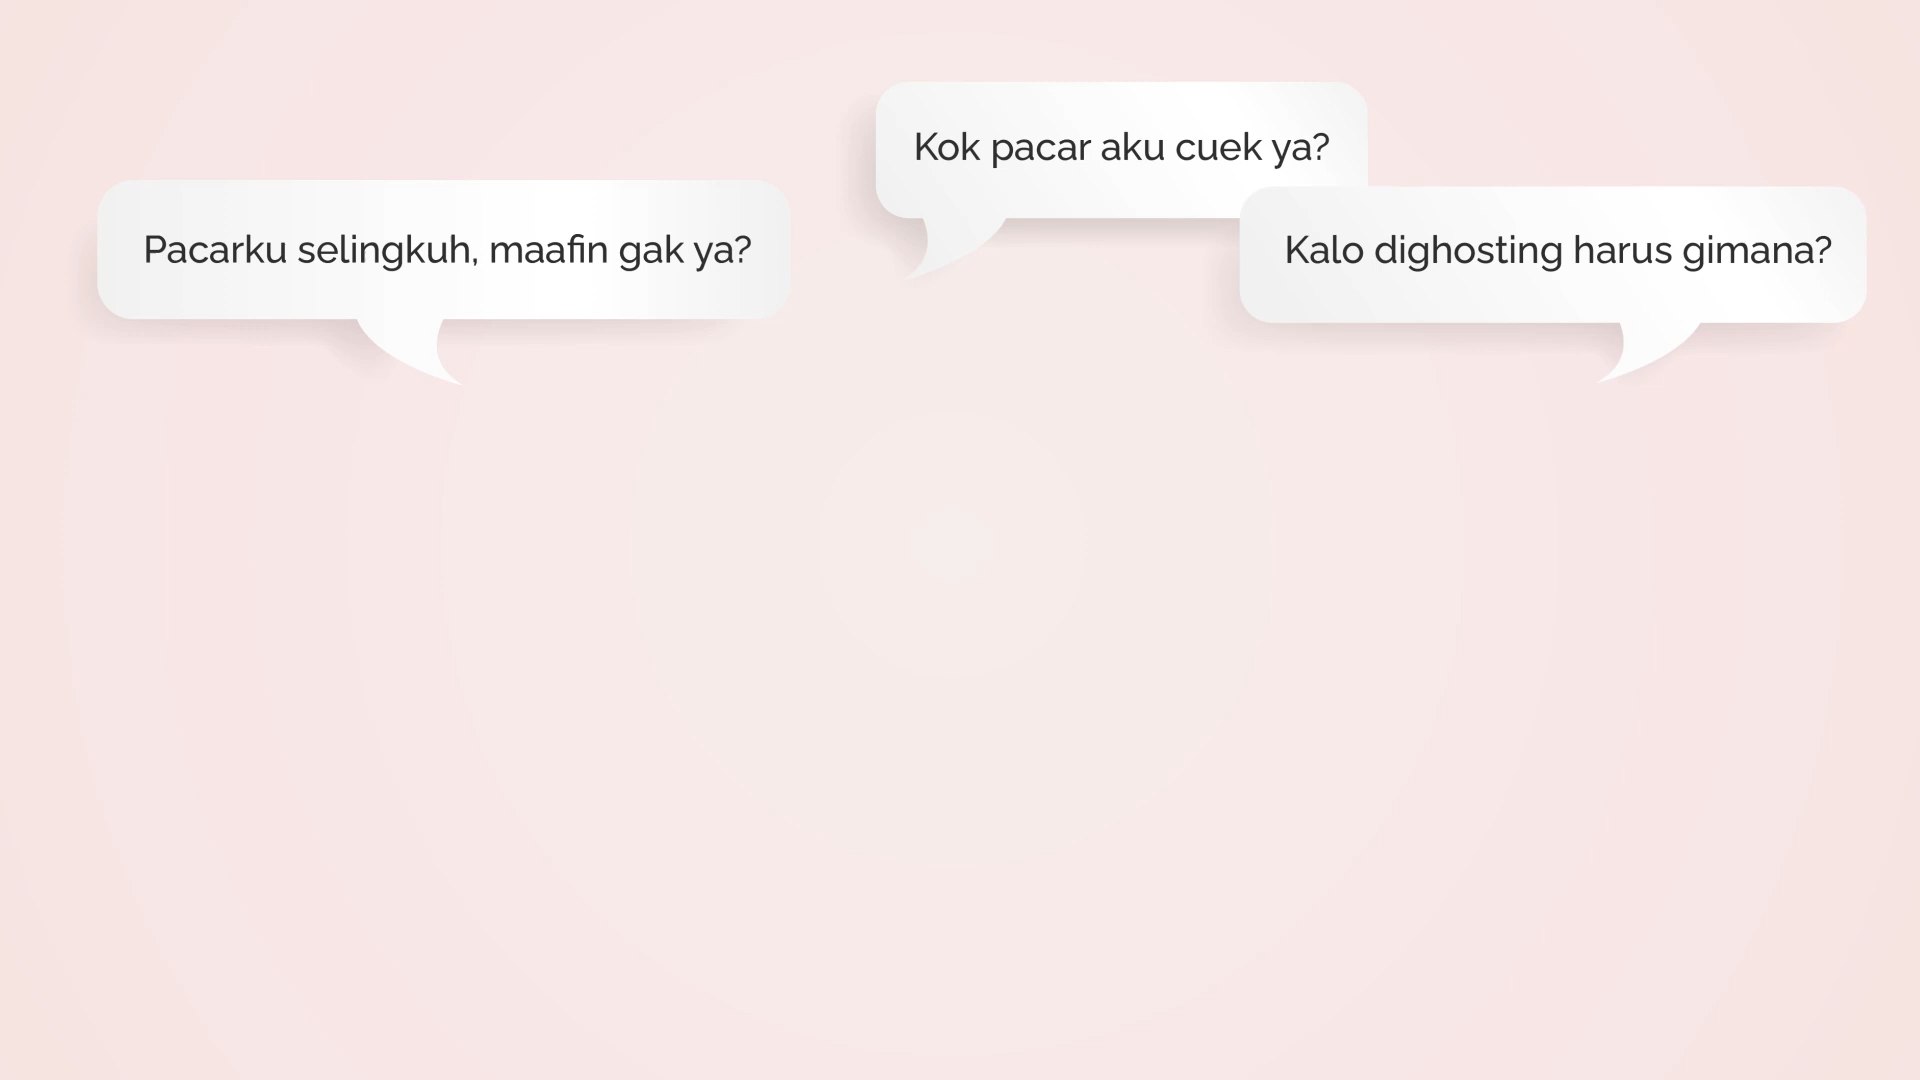 Kok pacar aku cuek ya?
Pacarku selingkuh, maafin gak ya?
Kalo dighosting harus gimana?